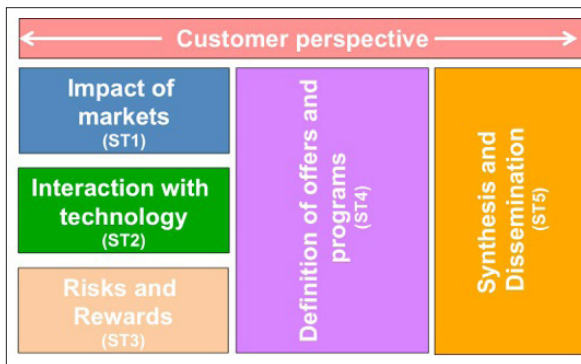 Customer perspective
Impact of
markets
(ST1)
Interaction with
technology
(ST2)
Risks and
Rewards
(ST3)
Definition of offers and
programs
(ST4)
Synthesis and
Dissemination
(ST5)